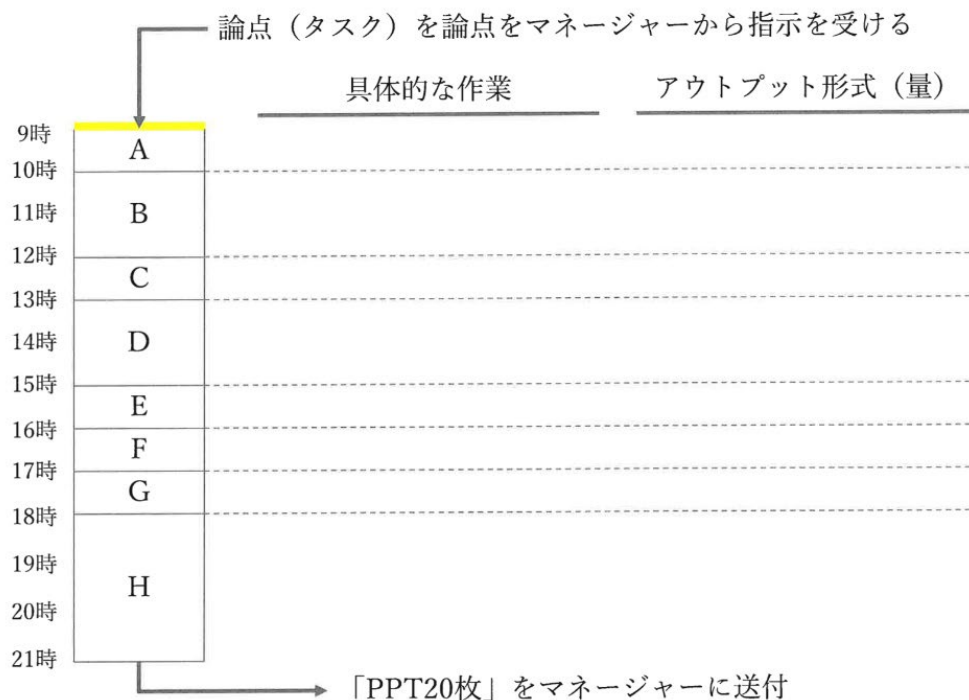 論点（タスク）を論点をマネージャーから指示を受ける
具体的な作業
アウトプット形式（量）
9時
A
10時
11時
B
12時
C
13時
14時
D
15時
E
16時
F
17時
G
18時
19時
H
20時
21時
「PPT20枚」をマネージャーに送付